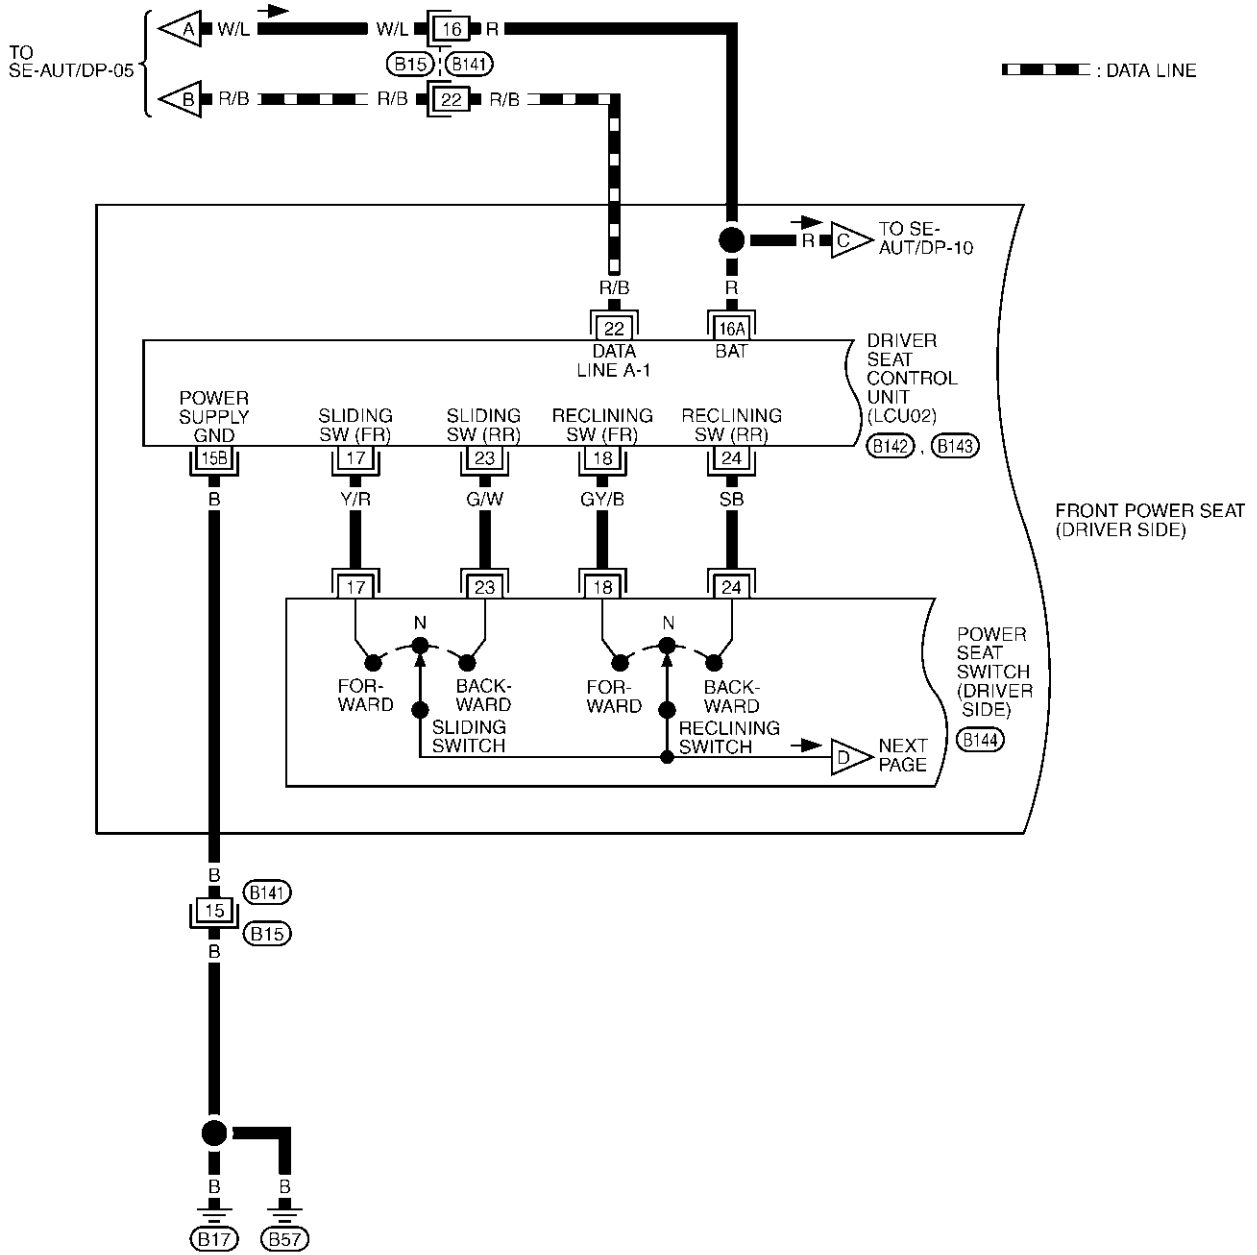 A W/L W/L 16 R
TO
SE-AUT/DP-05
B15 B141
: DATA LINE
B R/B R/B 22 R/B
R C TO SE-
AUT/DP-10
R/B R
22 16A
DATA
LINE A-1
BAT
DRIVER
SEAT
CONTROL
UNIT
(LCU02)
B142 , B143
POWER
SUPPLY
GND
SLIDING
SW (FR)
SLIDING
SW (RR)
RECLINING
SW (FR)
RECLINING
SW (RR)
15B 17 23 18 24
B Y/R G/W GY/B SB
FRONT POWER SEAT
(DRIVER SIDE)
17 23 18 24
N N
FOR-
WARD
BACK-
WARD
FOR-
WARD
BACK-
WARD
SLIDING
SWITCH
RECLINING
SWITCH
D NEXT
PAGE
POWER
SEAT
SWITCH
(DRIVER
SIDE)
B144
B
B141
15
B15
B
B B
B17 B57